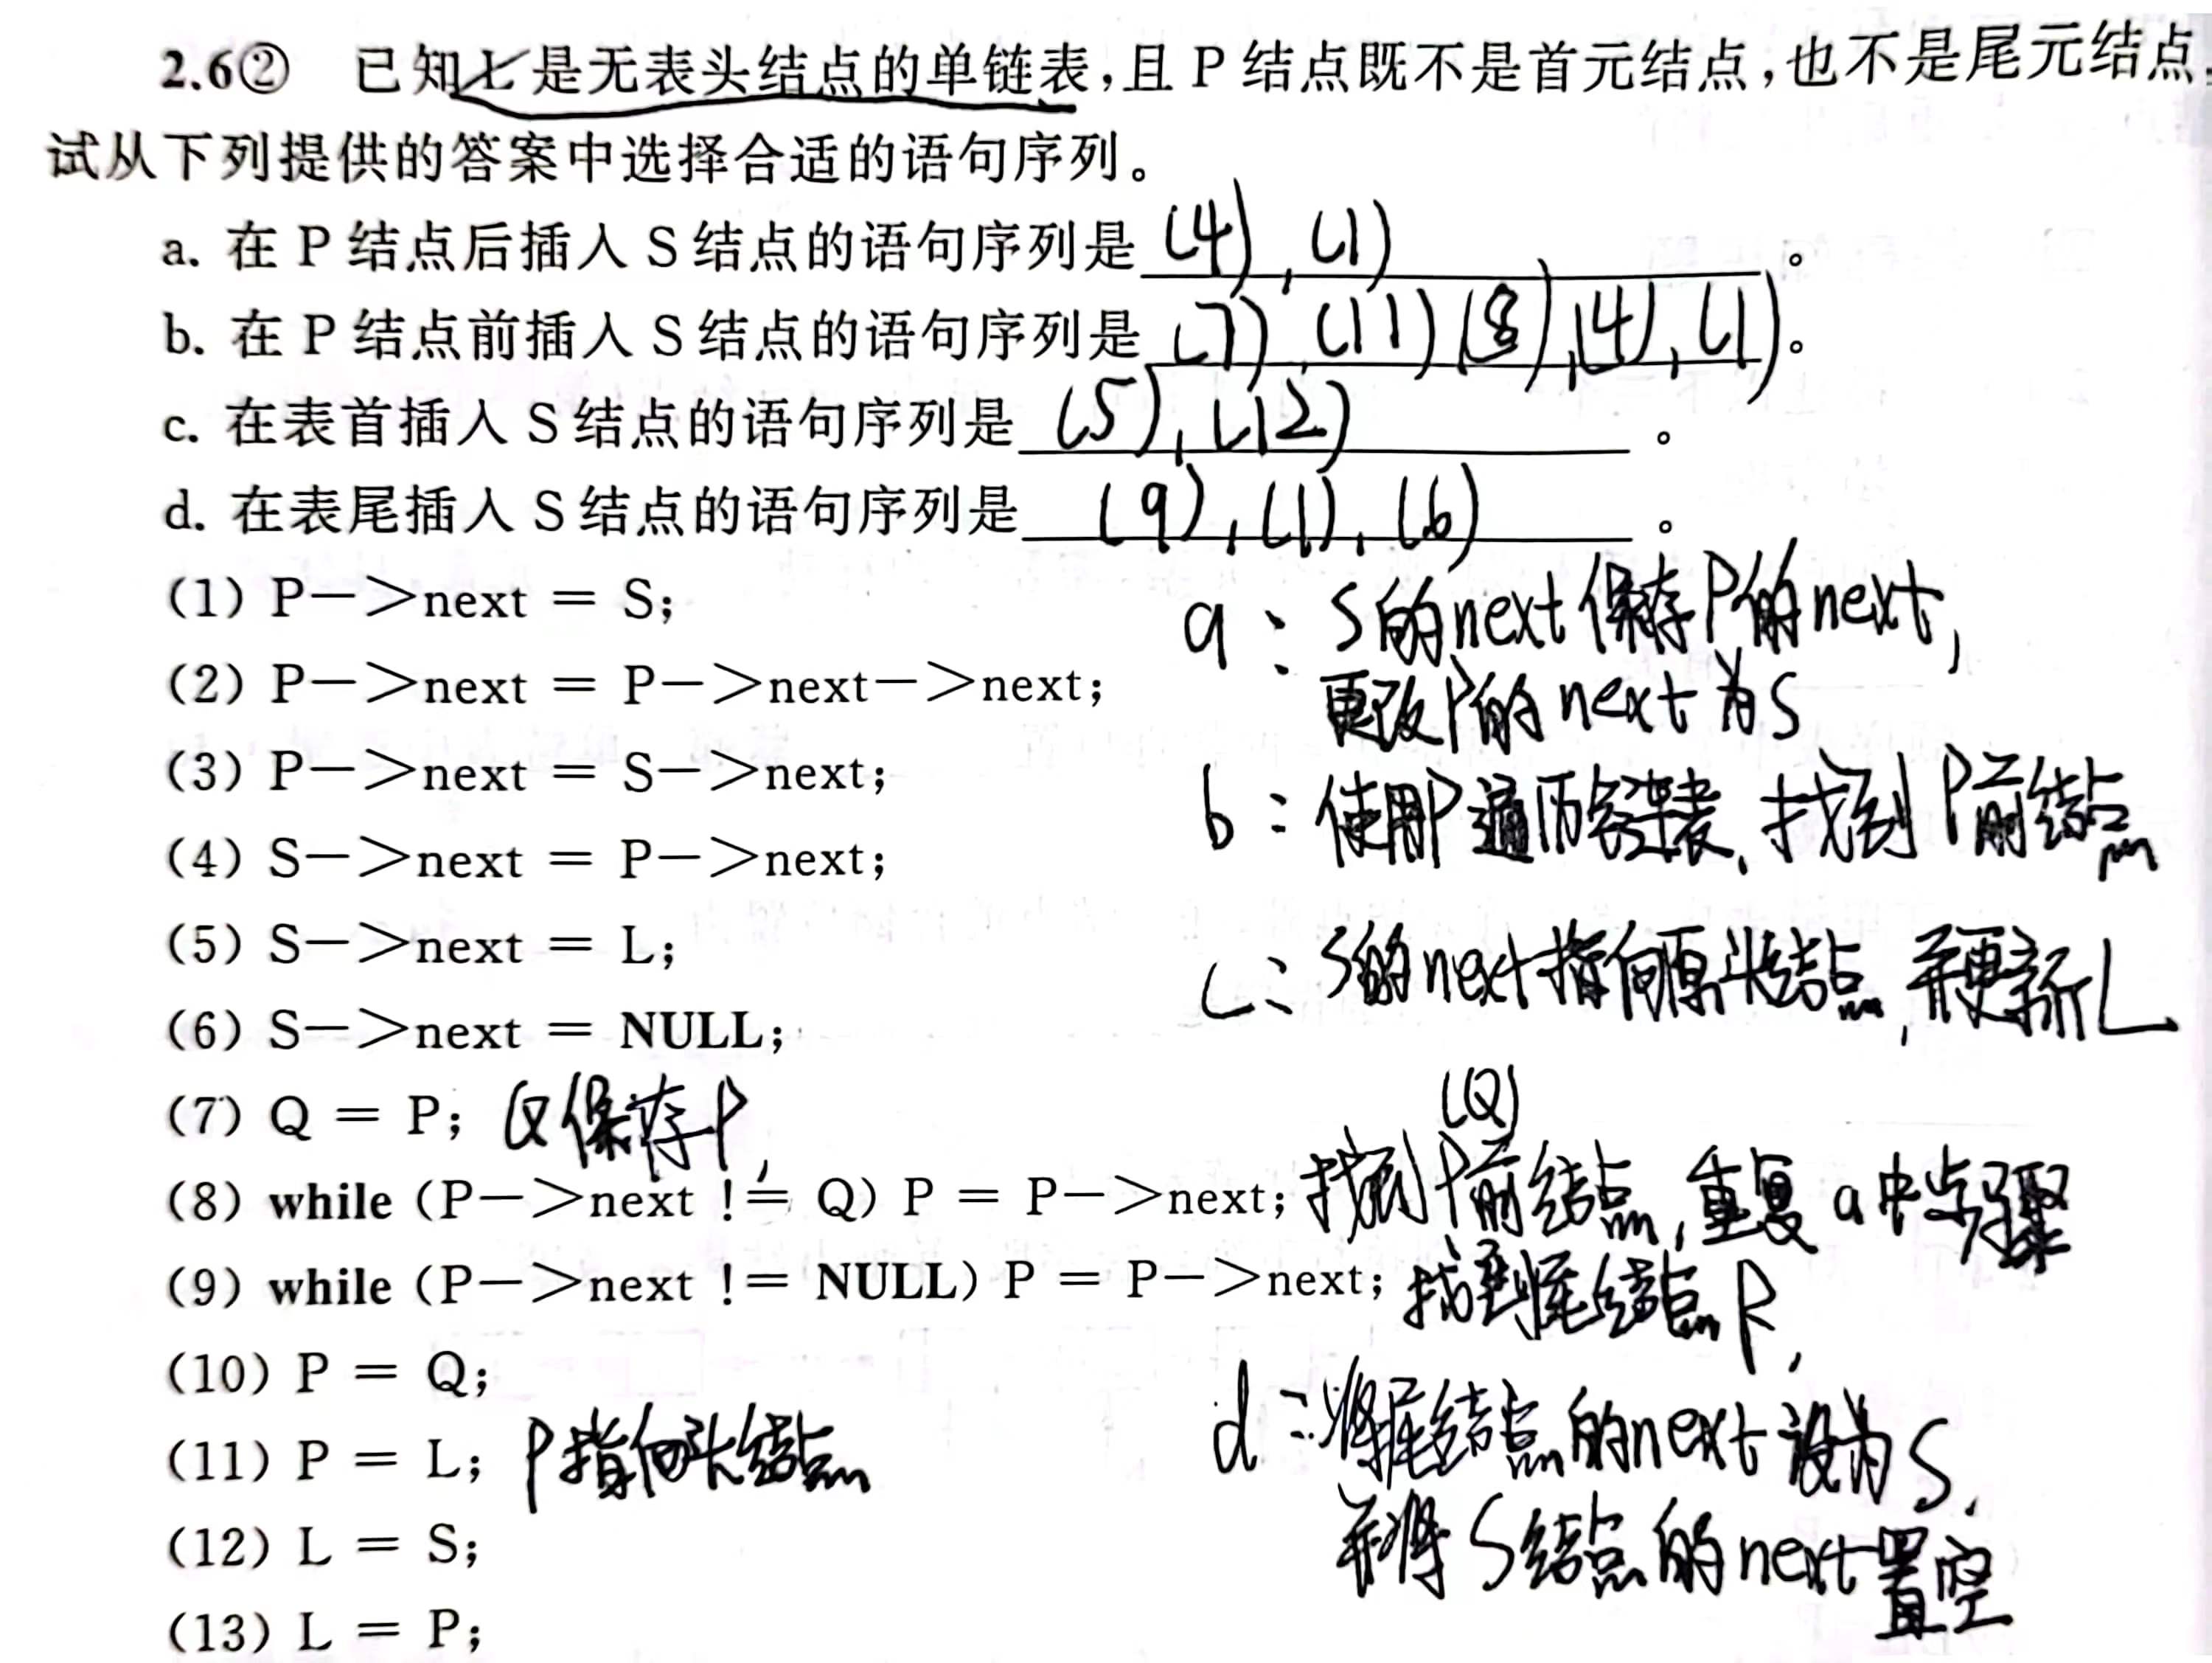 2.6② 已知L是无表头结点的单链表,且P结点既不是首元结点,也不是尾元结点,
试从下列提供的答案中选择合适的语句序列。
a. 在P结点后插入S结点的语句序列是 (4),(1) 。
b. 在P结点前插入S结点的语句序列是 (7),(11)(8),(4),(1) 。
c. 在表首插入S结点的语句序列是 (5),(12) 。
d. 在表尾插入S结点的语句序列是 (9),(1),(6) 。
(1) P—>next = S;
(2) P—>next = P—>next—>next;
(3) P—>next = S—>next;
(4) S—>next = P—>next;
(5) S—>next = L;
(6) S—>next = NULL;
(7) Q = P; 仅保存P,
(8) while (P—>next != Q) P = P—>next; 找到P前结点,重复a中步骤
(9) while (P—>next != NULL) P = P—>next; 找到尾结点P,
(10) P = Q;
(11) P = L; P指向头结点
(12) L = S;
(13) L = P;
a: S的next保存P的next,
更改P的next为S
b: 使用P遍历链表,找到P前结点
c: S的next指向原头结点,并更新L
(Q)
d: 将尾结点的next设为S,
并将S结点的next置空